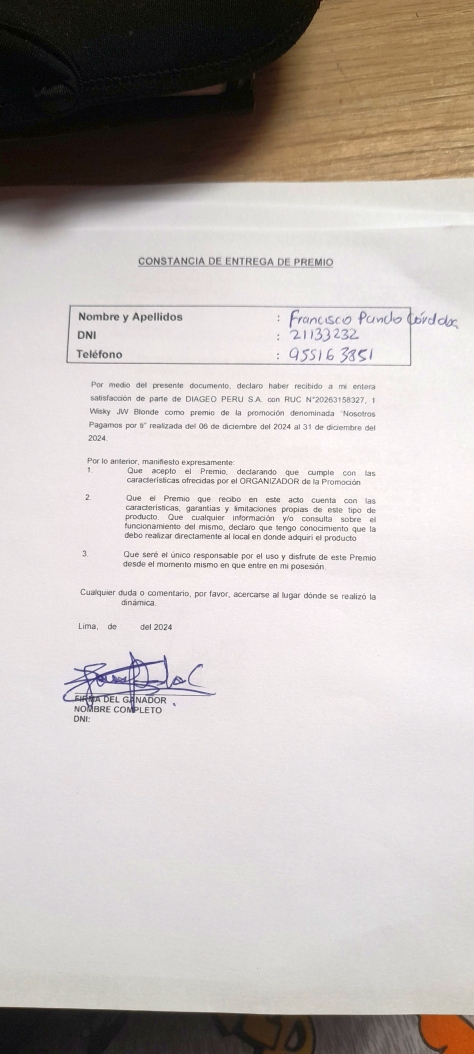 CONSTANCIA DE ENTREGA DE PREMIO
Nombre y Apellidos : Francisco Pando Córdova
DNI : 21133232
Teléfono : 955163851
Por medio del presente documento, declaro haber recibido a mi entera
satisfacción de parte de DIAGEO PERU S.A. con RUC N°20263158327, 1
Wisky JW Blonde como premio de la promoción denominada "Nosotros
Pagamos por ti" realizada del 06 de diciembre del 2024 al 31 de diciembre del
2024.
Por lo anterior, manifiesto expresamente:
1. Que acepto el Premio, declarando que cumple con las
características ofrecidas por el ORGANIZADOR de la Promoción
2. Que el Premio que recibo en este acto cuenta con las
características, garantías y limitaciones propias de este tipo de
producto. Que cualquier información y/o consulta sobre el
funcionamiento del mismo, declaro que tengo conocimiento que la
debo realizar directamente al local en donde adquirí el producto
3. Que seré el único responsable por el uso y disfrute de este Premio
desde el momento mismo en que entre en mi posesión.
Cualquier duda o comentario, por favor, acercarse al lugar dónde se realizó la
dinámica.
Lima, de del 2024
FIRMA DEL GANADOR
NOMBRE COMPLETO
DNI: